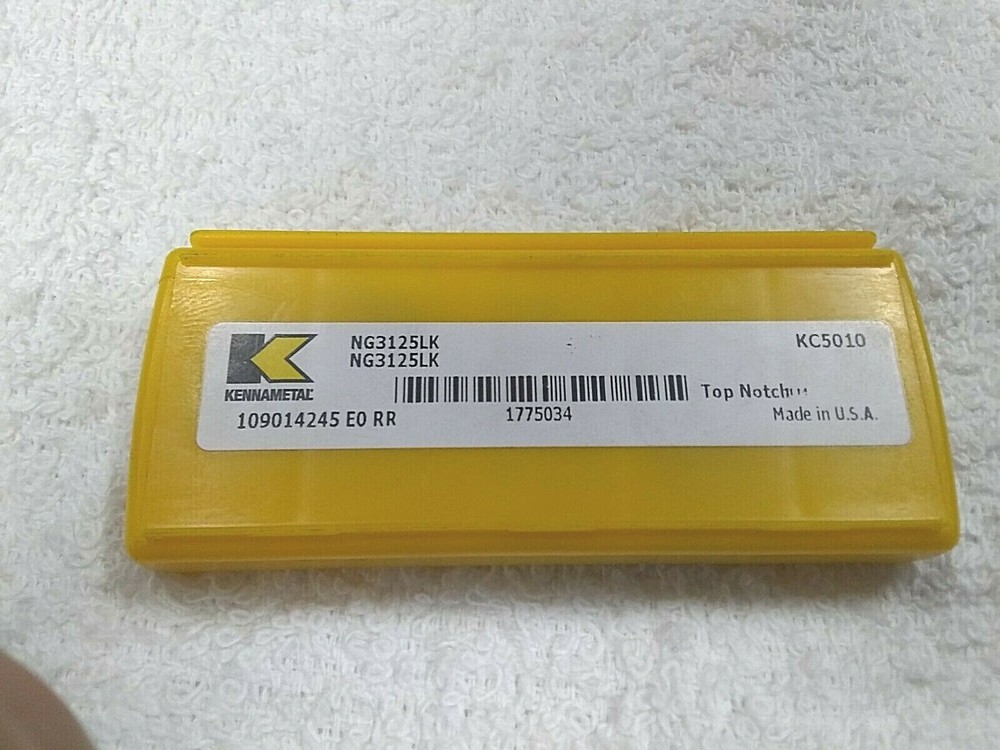 NG3125LK
NG3125LK
KC5010
KENNAMETAL
Top Notch
109014245 E0 RR
1775034
Made in U.S.A.